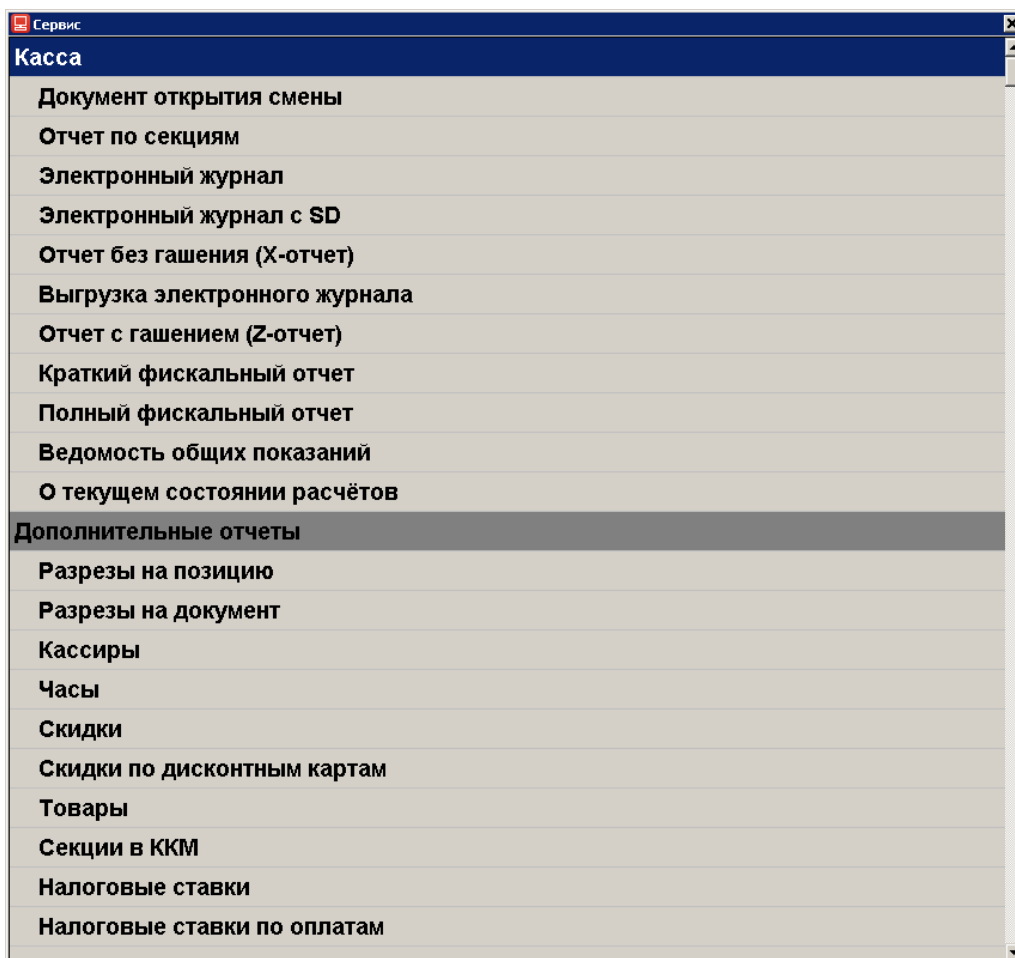 Сервис
Касса
Документ открытия смены
Отчет по секциям
Электронный журнал
Электронный журнал с SD
Отчет без гашения (X-отчет)
Выгрузка электронного журнала
Отчет с гашением (Z-отчет)
Краткий фискальный отчет
Полный фискальный отчет
Ведомость общих показаний
О текущем состоянии расчётов
Дополнительные отчеты
Разрезы на позицию
Разрезы на документ
Кассиры
Часы
Скидки
Скидки по дисконтным картам
Товары
Секции в ККМ
Налоговые ставки
Налоговые ставки по оплатам